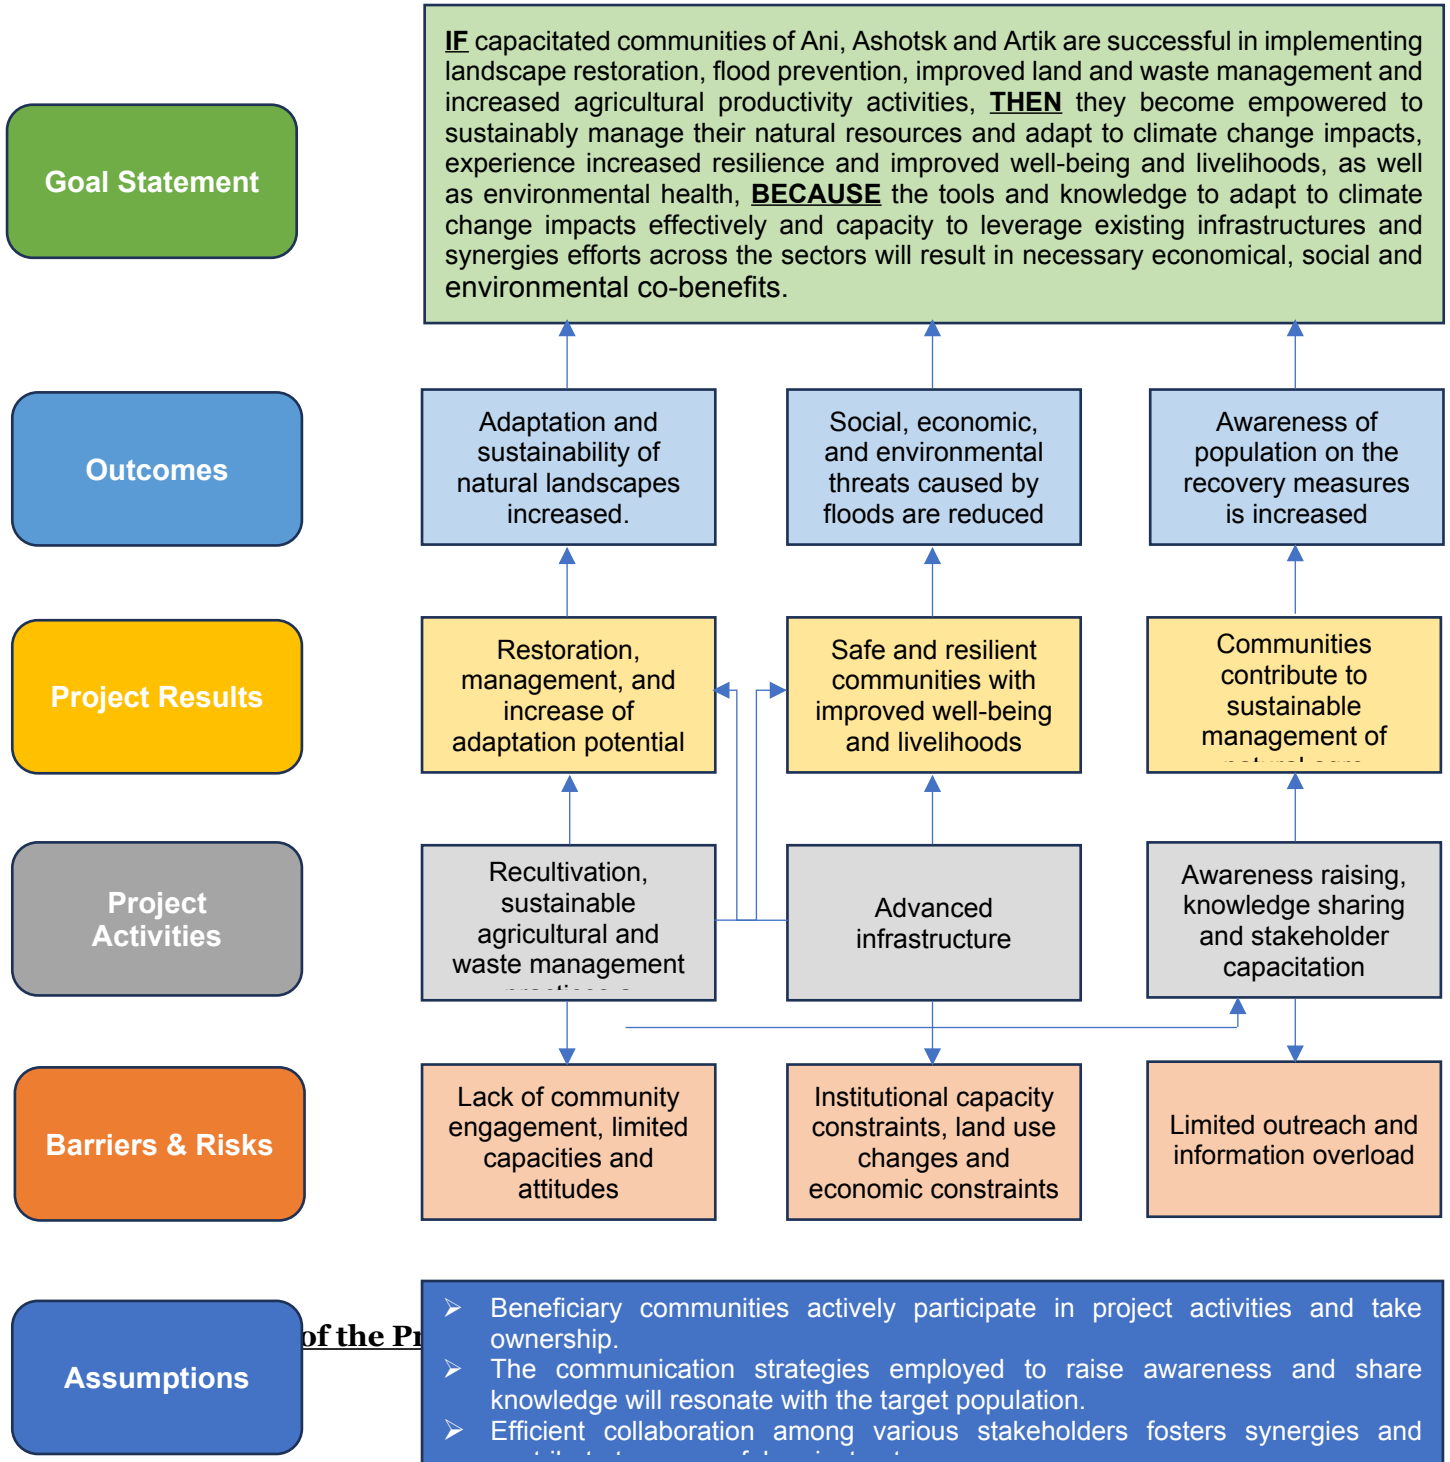 IF capacitated communities of Ani, Ashotsk and Artik are successful in implementing
landscape restoration, flood prevention, improved land and waste management and
increased agricultural productivity activities, THEN they become empowered to
sustainably manage their natural resources and adapt to climate change impacts,
experience increased resilience and improved well-being and livelihoods, as well
as environmental health, BECAUSE the tools and knowledge to adapt to climate
change impacts effectively and capacity to leverage existing infrastructures and
synergies efforts across the sectors will result in necessary economical, social and
environmental co-benefits.
Goal Statement
Outcomes
Adaptation and
sustainability of
natural landscapes
increased.
Social, economic,
and environmental
threats caused by
floods are reduced
Awareness of
population on the
recovery measures
is increased
Project Results
Restoration,
management, and
increase of
adaptation potential
Safe and resilient
communities with
improved well-being
and livelihoods
Communities
contribute to
sustainable
management of
Project
Activities
Recultivation,
sustainable
agricultural and
waste management
Advanced
infrastructure
Awareness raising,
knowledge sharing
and stakeholder
capacitation
Barriers & Risks
Lack of community
engagement, limited
capacities and
attitudes
Institutional capacity
constraints, land use
changes and
economic constraints
Limited outreach and
information overload
Assumptions
of the Pr
➢ Beneficiary communities actively participate in project activities and take
ownership.
➢ The communication strategies employed to raise awareness and share
knowledge will resonate with the target population.
➢ Efficient collaboration among various stakeholders fosters synergies and